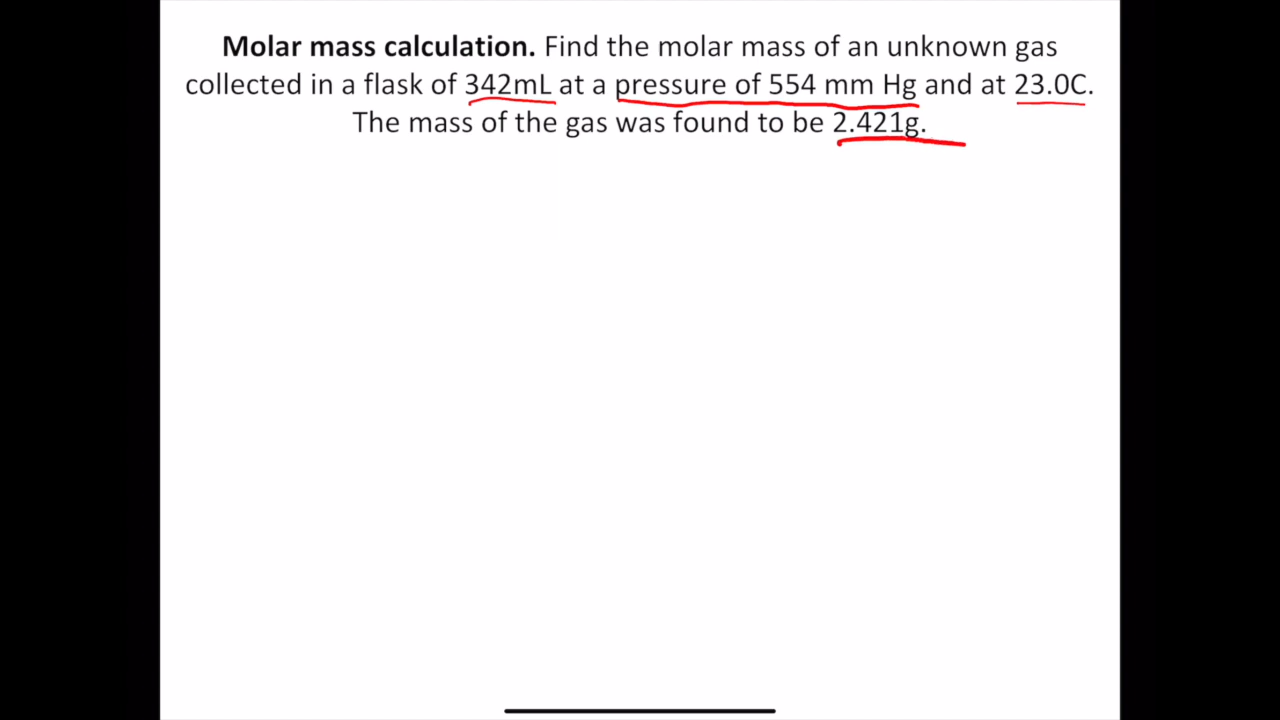 Molar mass calculation. Find the molar mass of an unknown gas
collected in a flask of 342mL at a pressure of 554 mm Hg and at 23.0C.
The mass of the gas was found to be 2.421g.